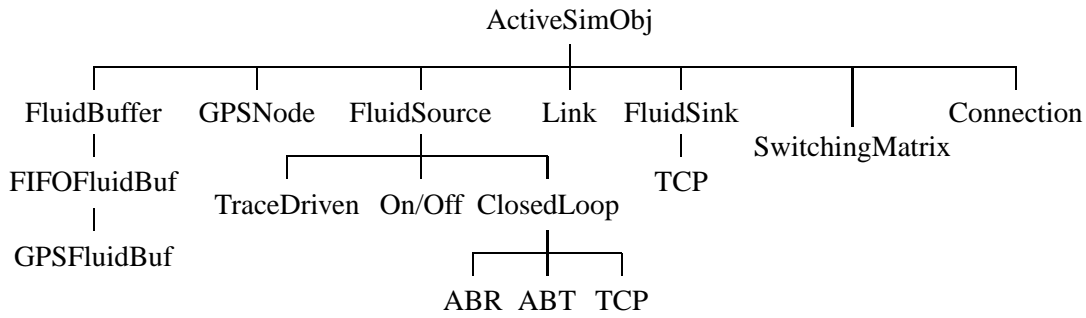 ActiveSimObj
FluidBuffer GPSNode FluidSource Link FluidSink Connection
SwitchingMatrix
FIFOFluidBuf TCP
TraceDriven On/Off ClosedLoop
GPSFluidBuf
ABR ABT TCP